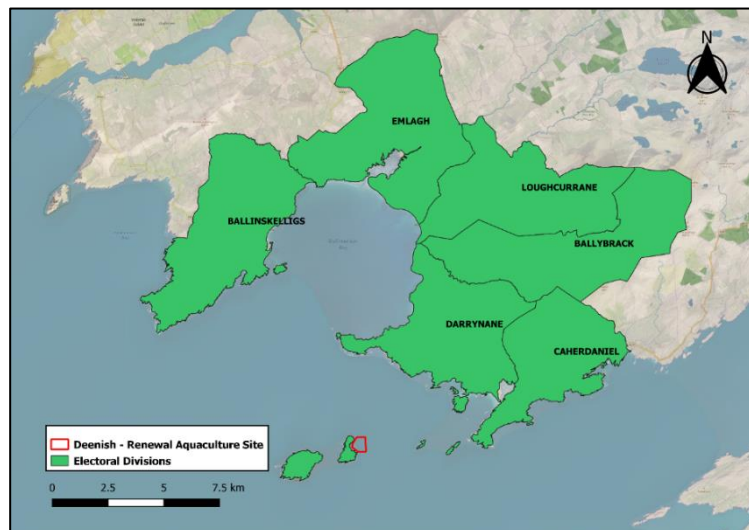 N
EMLAGH
LOUGHCURRANE
BALLINSKELLIGS
BALLYBRACK
DARRYNANE
CAHERDANIEL
Deenish - Renewal Aquaculture Site
Electoral Divisions
0 2.5 5 7.5 km